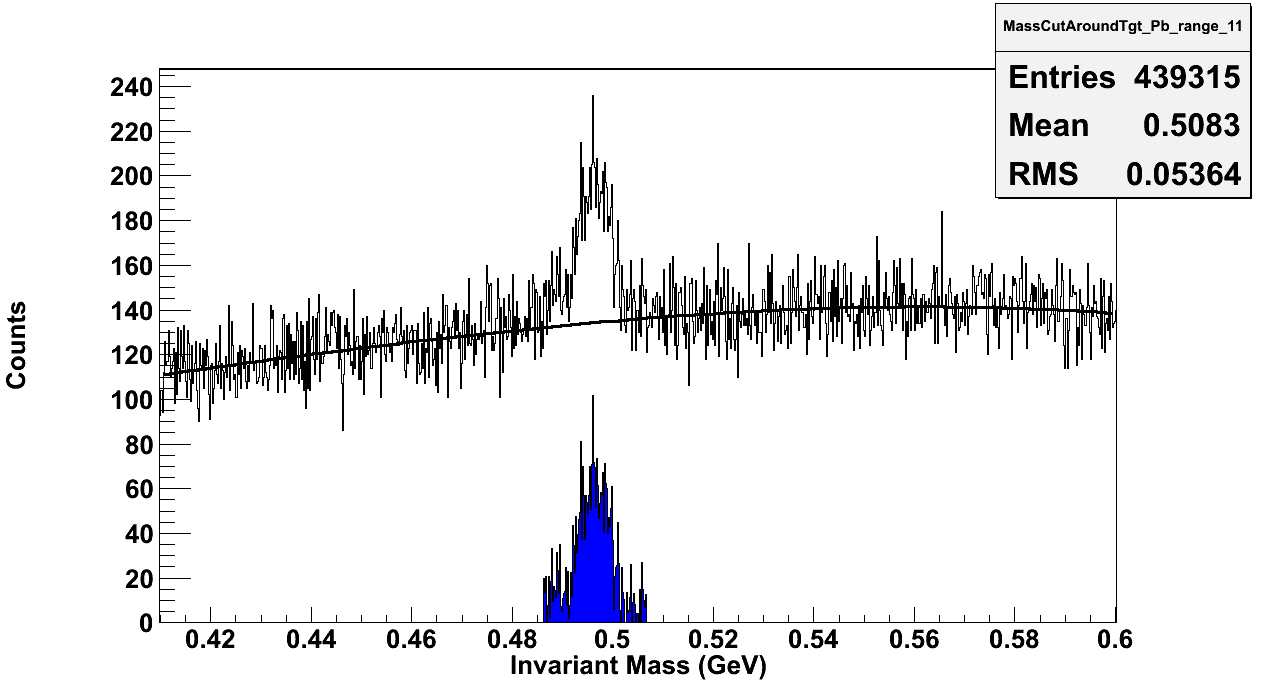 MassCutAroundTgt_Pb_range_11
Entries 439315
Mean 0.5083
RMS 0.05364
240
220
200
180
160
140
120
100
80
60
40
20
0
Counts
0.42 0.44 0.46 0.48 0.5 0.52 0.54 0.56 0.58 0.6
Invariant Mass (GeV)